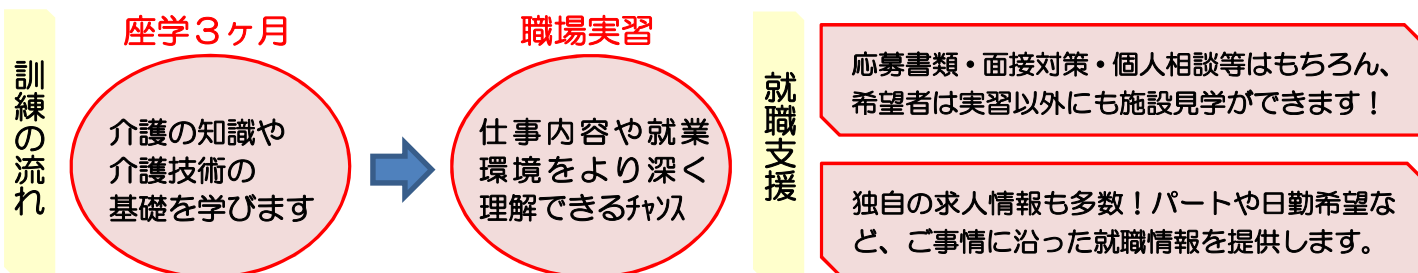 訓練の流れ
座学３ヶ月
介護の知識や
介護技術の
基礎を学びます
職場実習
仕事内容や就業
環境をより深く
理解できるﾁｬﾝｽ
就職支援
応募書類・面接対策・個人相談等はもちろん、
希望者は実習以外にも施設見学ができます！
独自の求人情報も多数！パートや日勤希望な
ど、ご事情に沿った就職情報を提供します。